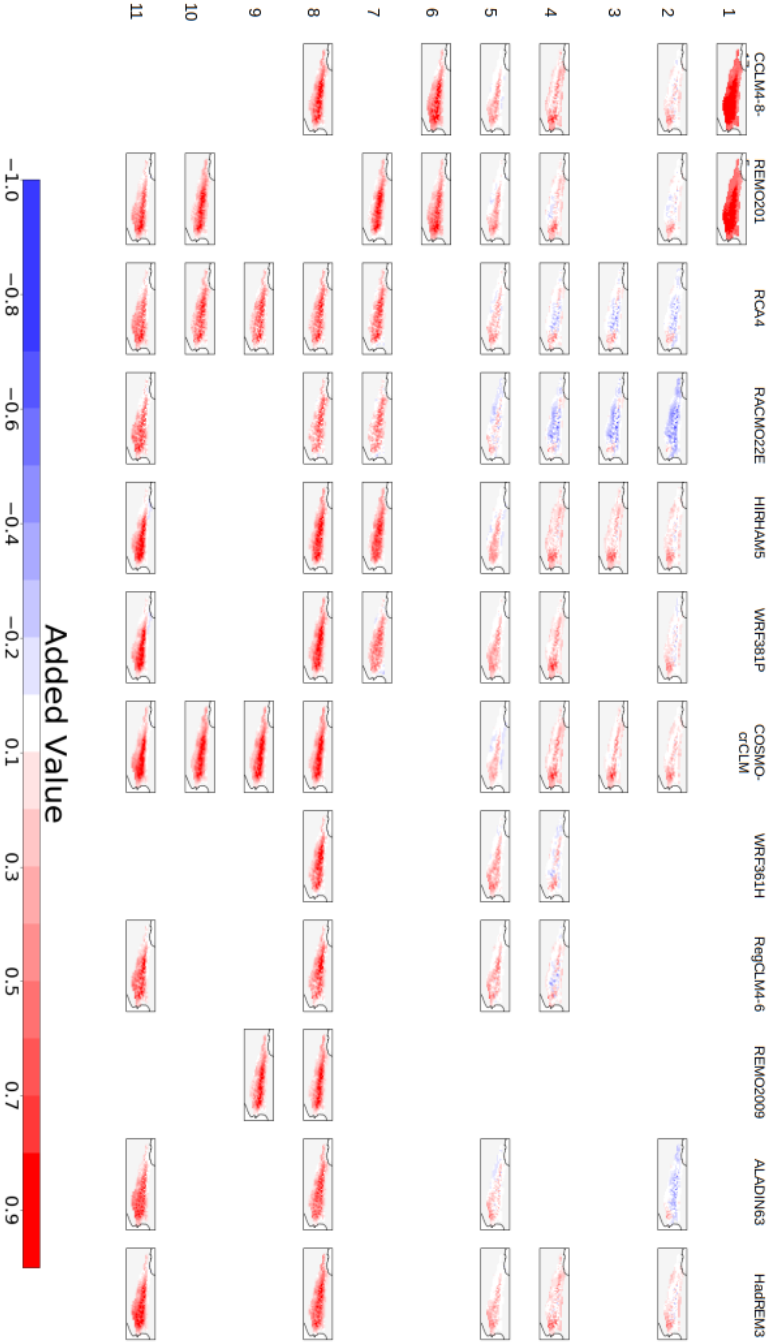 CCLM4-8-
REMO201
RCA4
RACMO22E
HIRHAM5
WRF381P
COSMO-
crCLM
WRF361H
RegCLM4-6
REMO2009
ALADIN63
HadREM3
1
2
3
4
5
6
7
8
9
10
11
Added Value
−1.0 −0.8 −0.6 −0.4 −0.2 0.1 0.3 0.5 0.7 0.9